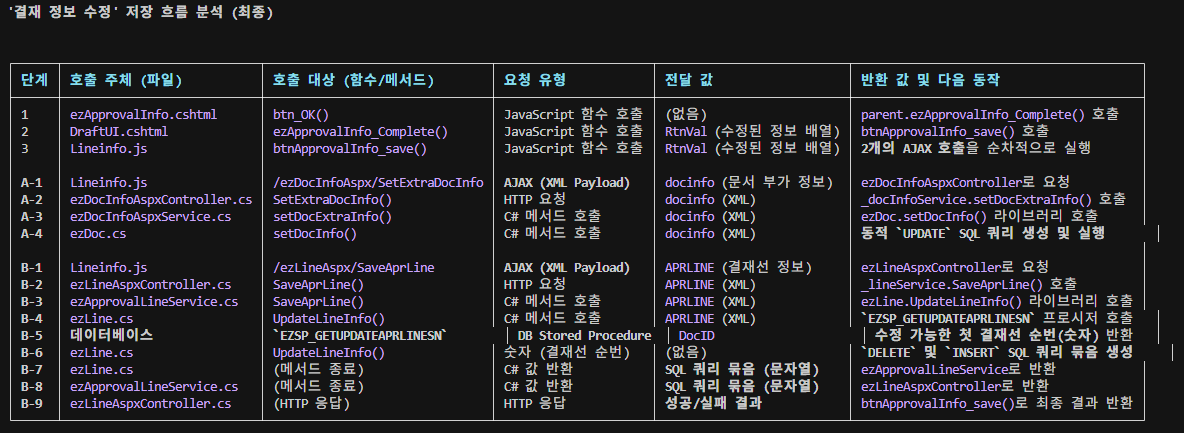 '결재 정보 수정' 저장 흐름 분석 (최종)
단계 호출 주체 (파일) 호출 대상 (함수/메서드) 요청 유형 전달 값 반환 값 및 다음 동작
1 ezApprovalInfo.cshtml btn_OK() JavaScript 함수 호출 (없음) parent.ezApprovalInfo_Complete() 호출
2 DraftUI.cshtml ezApprovalInfo_Complete() JavaScript 함수 호출 RtnVal (수정된 정보 배열) btnApprovalInfo_save() 호출
3 Lineinfo.js btnApprovalInfo_save() JavaScript 함수 호출 RtnVal (수정된 정보 배열) 2개의 AJAX 호출을 순차적으로 실행
A-1 Lineinfo.js /ezDocInfoAspx/SetExtraDocInfo AJAX (XML Payload) docinfo (문서 부가 정보) ezDocInfoAspxController로 요청
A-2 ezDocInfoAspxController.cs SetExtraDocInfo() HTTP 요청 docinfo (XML) _docInfoService.setDocExtraInfo() 호출
A-3 ezDocInfoAspxService.cs setDocExtraInfo() C# 메서드 호출 docinfo (XML) ezDoc.setDocInfo() 라이브러리 호출
A-4 ezDoc.cs setDocInfo() C# 메서드 호출 docinfo (XML) 동적 `UPDATE` SQL 쿼리 생성 및 실행 |
B-1 Lineinfo.js /ezLineAspx/SaveAprLine AJAX (XML Payload) APRLINE (결재선 정보) ezLineAspxController로 요청
B-2 ezLineAspxController.cs SaveAprLine() HTTP 요청 APRLINE (XML) _lineService.SaveAprLine() 호출
B-3 ezApprovalLineService.cs SaveAprLine() C# 메서드 호출 APRLINE (XML) ezLine.UpdateLineInfo() 라이브러리 호출
B-4 ezLine.cs UpdateLineInfo() C# 메서드 호출 APRLINE (XML) `EZSP_GETUPDATEAPRLINESN` 프로시저 호출
B-5 데이터베이스 `EZSP_GETUPDATEAPRLINESN` | DB Stored Procedure | DocID | 수정 가능한 첫 결재선 순번(숫자) 반환
B-6 ezLine.cs UpdateLineInfo() 숫자 (결재선 순번) (없음) `DELETE` 및 `INSERT` SQL 쿼리 묶음 생성
B-7 ezLine.cs (메서드 종료) C# 값 반환 SQL 쿼리 묶음 (문자열) ezApprovalLineService로 반환
B-8 ezApprovalLineService.cs (메서드 종료) C# 값 반환 SQL 쿼리 묶음 (문자열) ezLineAspxController로 반환
B-9 ezLineAspxController.cs (HTTP 응답) HTTP 응답 성공/실패 결과 btnApprovalInfo_save()로 최종 결과 반환